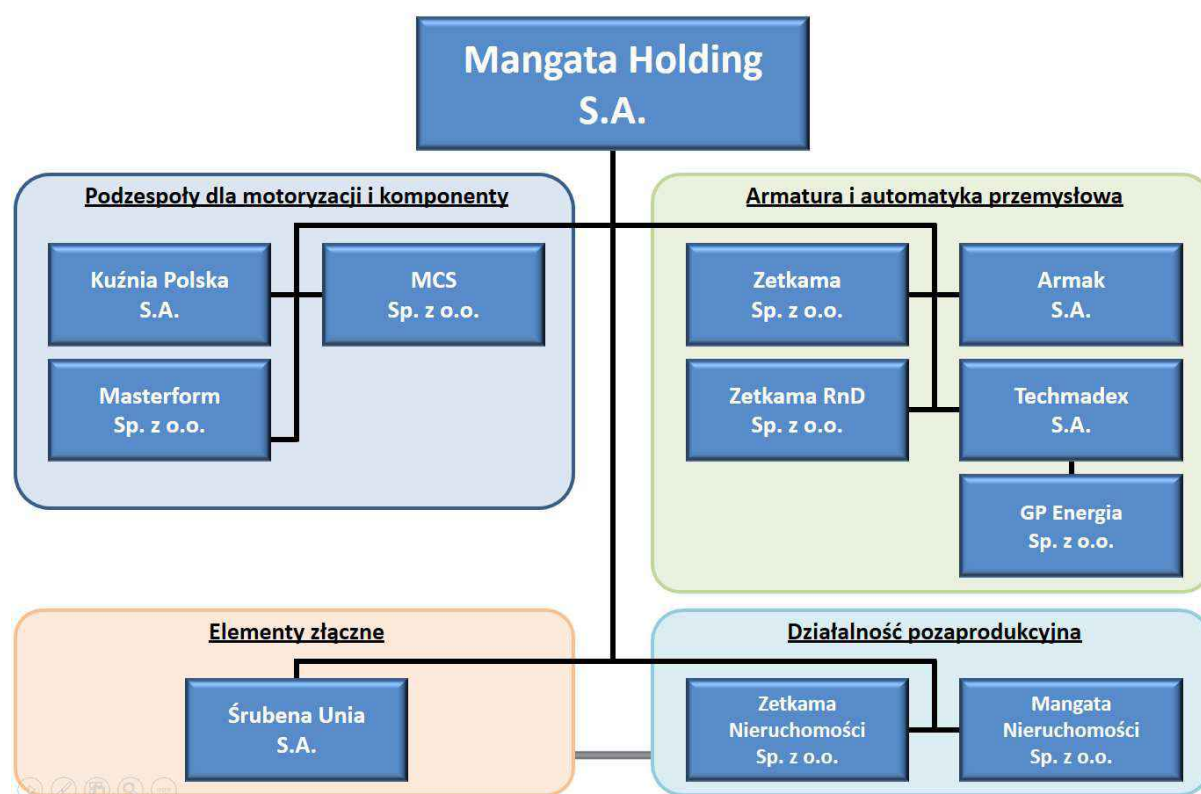 Mangata Holding
S.A.
Podzespoły dla motoryzacji i komponenty
Kuźnia Polska
S.A.
MCS
Sp. z o.o.
Masterform
Sp. z o.o.
Armatura i automatyka przemysłowa
Zetkama
Sp. z o.o.
Armak
S.A.
Zetkama RnD
Sp. z o.o.
Techmadex
S.A.
GP Energia
Sp. z o.o.
Elementy złączne
Śrubena Unia
S.A.
Działalność pozaprodukcyjna
Zetkama
Nieruchomości
Sp. z o.o.
Mangata
Nieruchomości
Sp. z o.o.